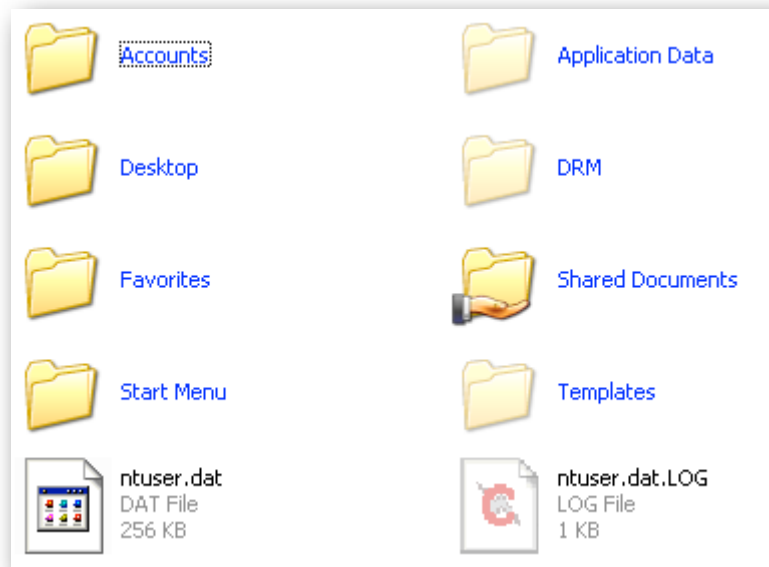 Accounts
Application Data
Desktop
DRM
Favorites
Shared Documents
Start Menu
Templates
ntuser.dat
DAT File
256 KB
ntuser.dat.LOG
LOG File
1 KB